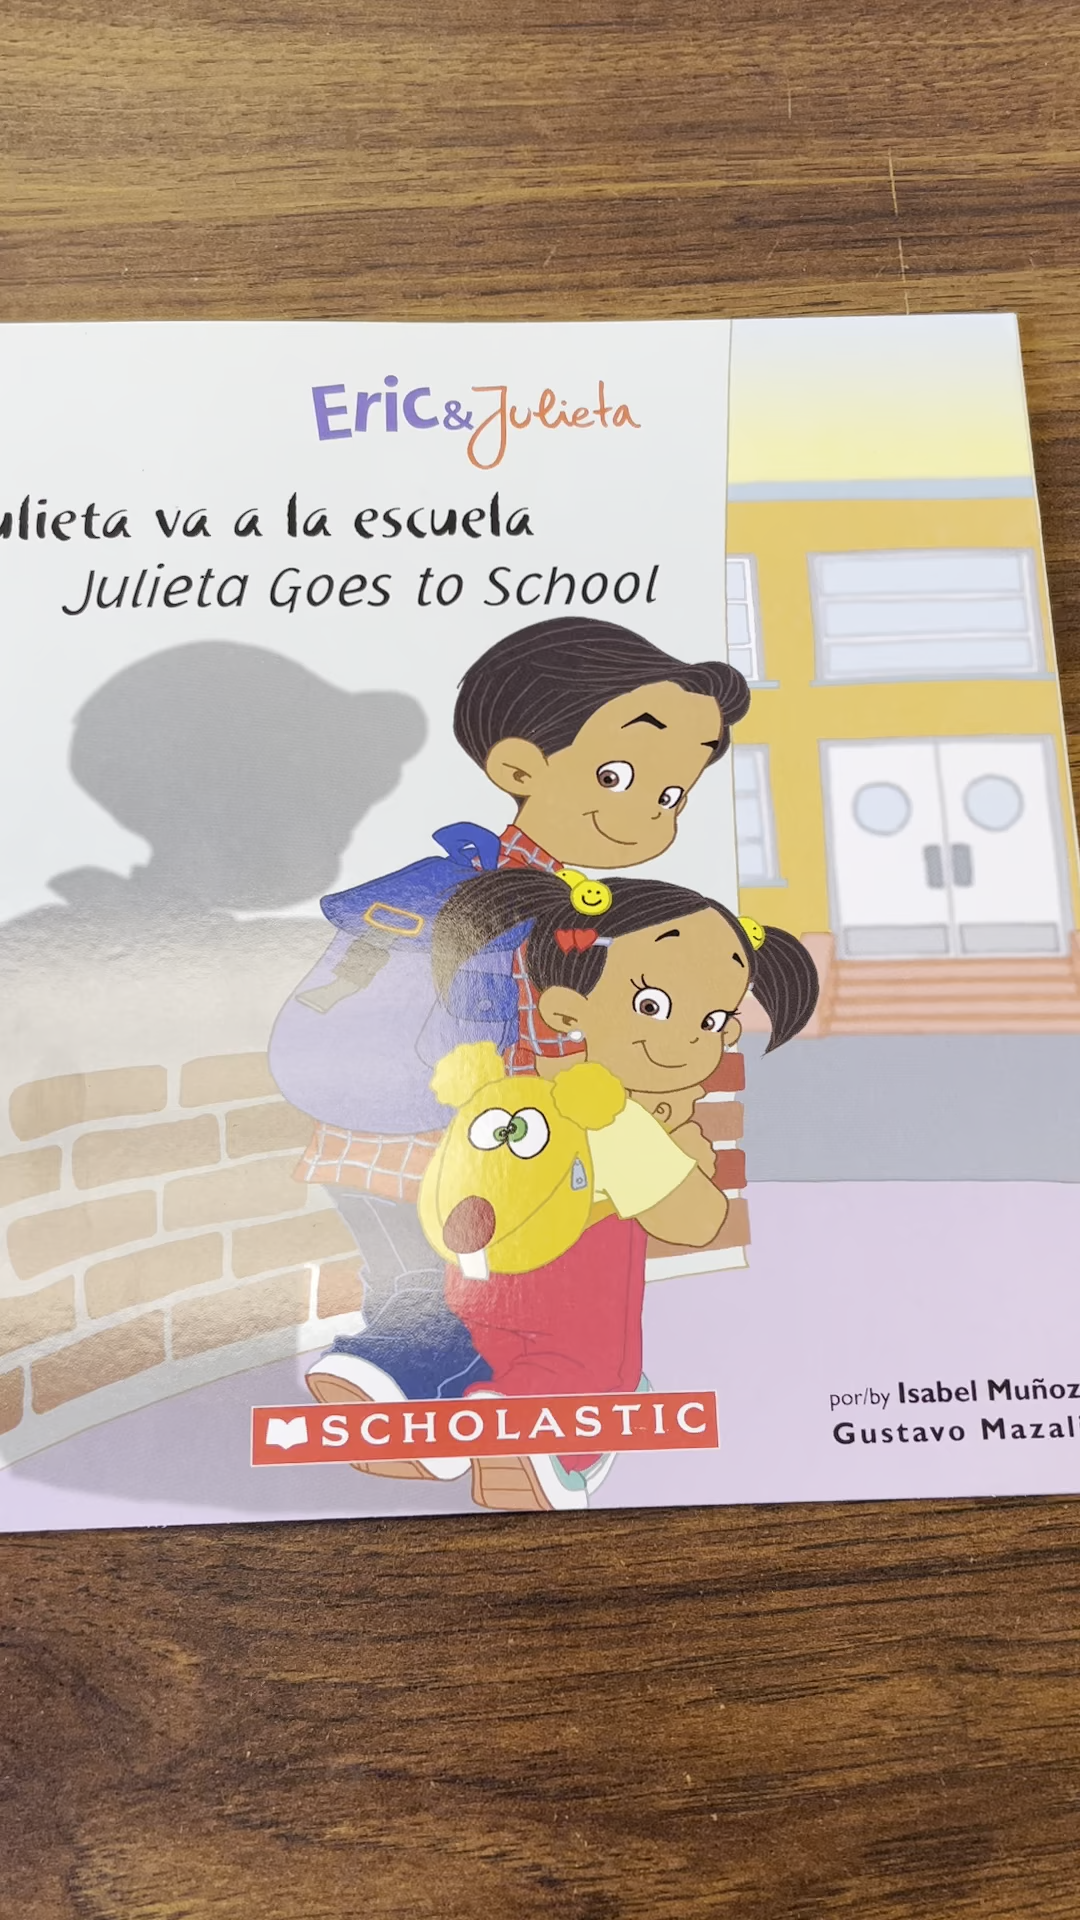 Eric & Julieta
ulieta va a la escuela
Julieta Goes to School
SCHOLASTIC
por/by Isabel Muñoz
Gustavo Mazal